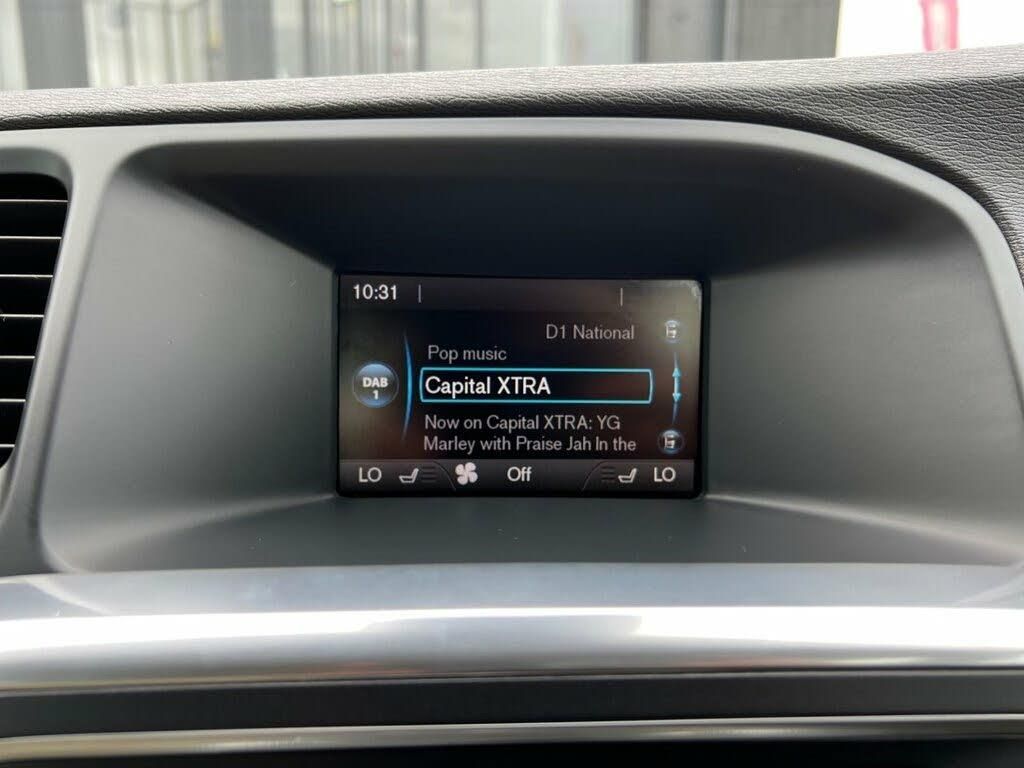 10:31
D1 National
Pop music
DAB
1
Capital XTRA
Now on Capital XTRA: YG
Marley with Praise Jah In the
LO Off LO